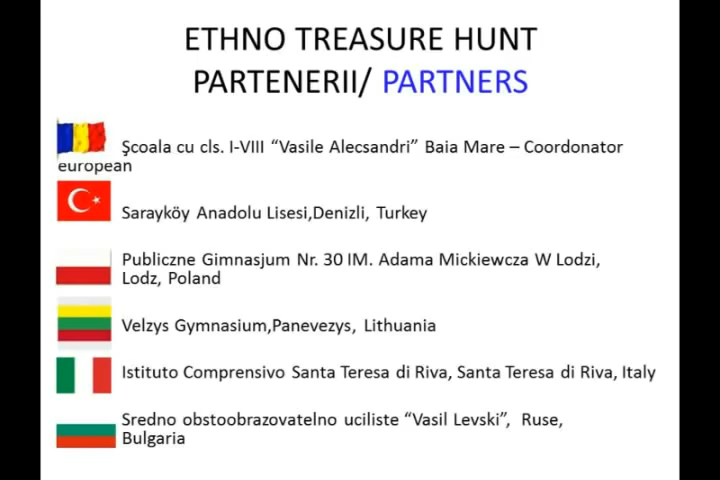 ETHNO TREASURE HUNT
PARTENERII/ PARTNERS
Şcoala cu cls. I-VIII “Vasile Alecsandri” Baia Mare – Coordonator
european
Sarayköy Anadolu Lisesi,Denizli, Turkey
Publiczne Gimnasjum Nr. 30 IM. Adama Mickiewcza W Lodzi,
Lodz, Poland
Velzys Gymnasium,Panevezys, Lithuania
Istituto Comprensivo Santa Teresa di Riva, Santa Teresa di Riva, Italy
Sredno obstoobrazovatelno uciliste “Vasil Levski”, Ruse,
Bulgaria